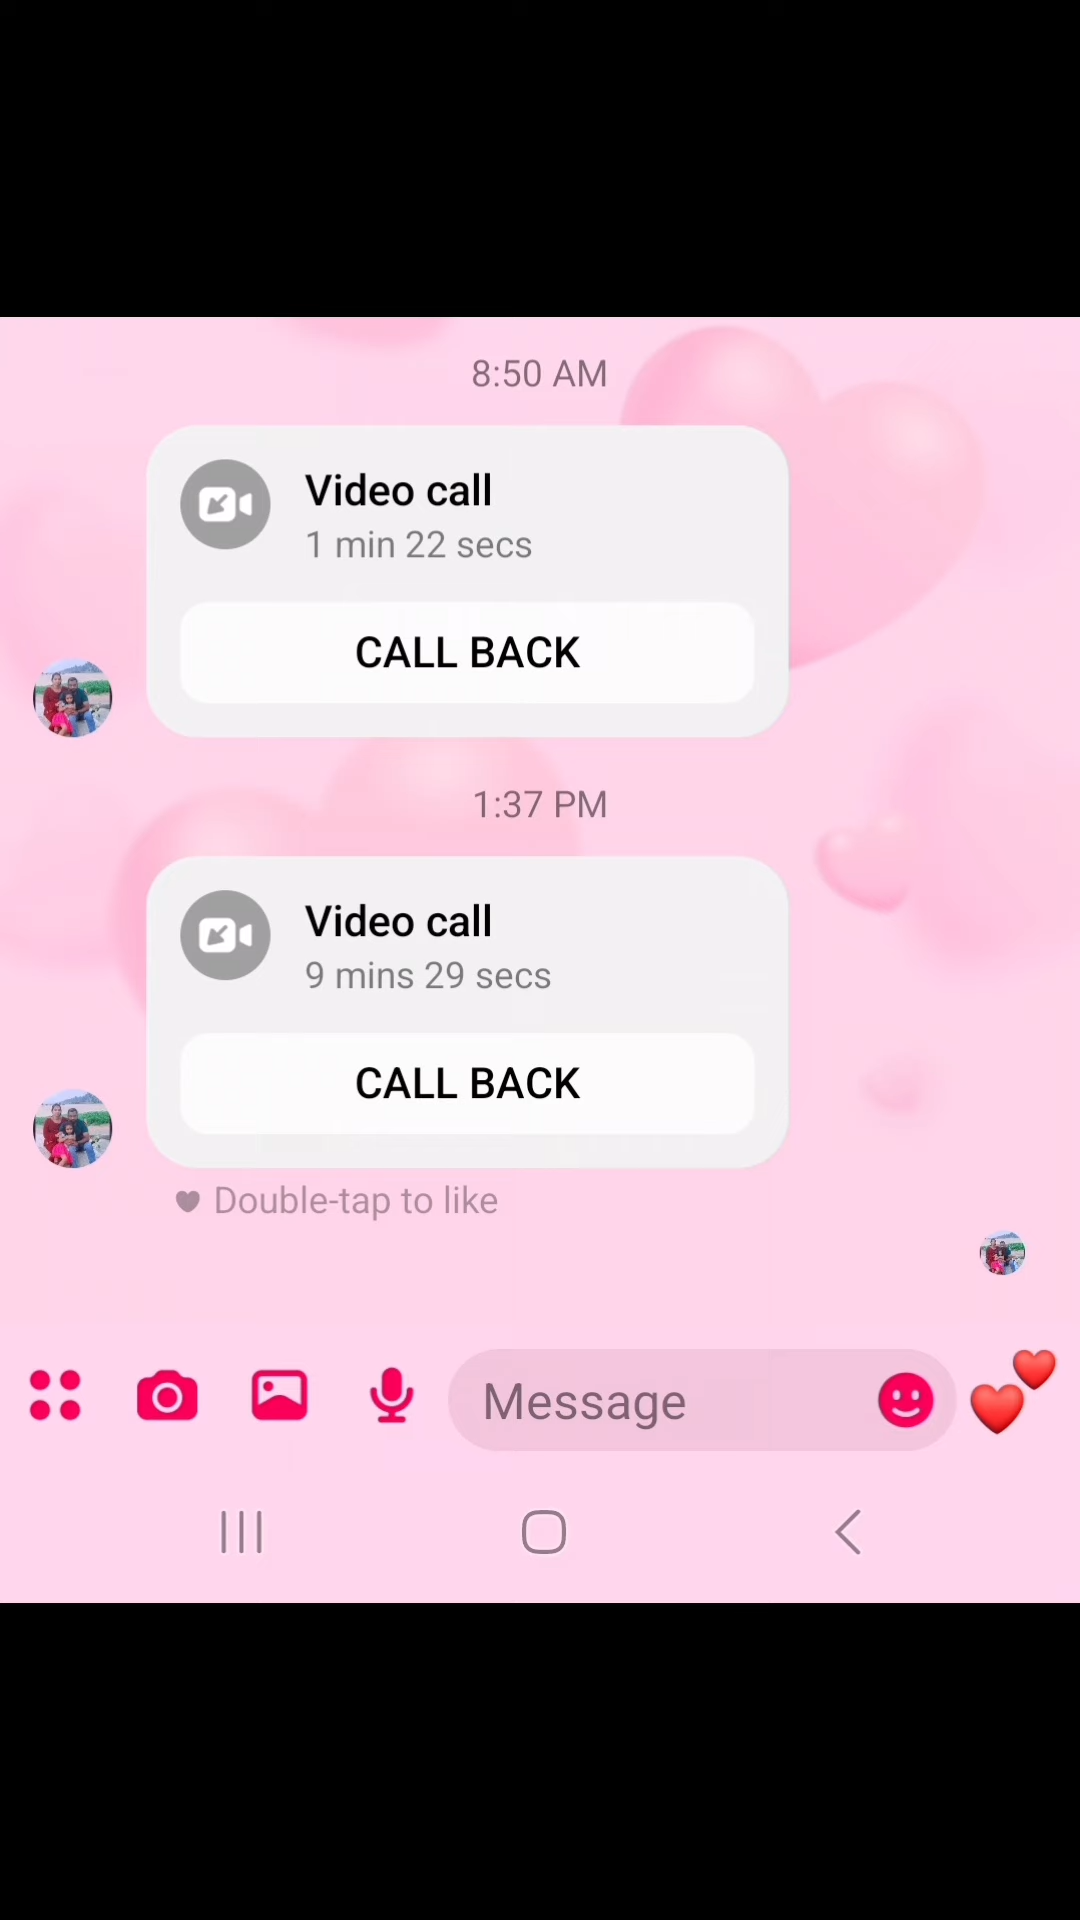 8:50 AM
Video call
1 min 22 secs
CALL BACK
1:37 PM
Video call
9 mins 29 secs
CALL BACK
Double-tap to like
Message